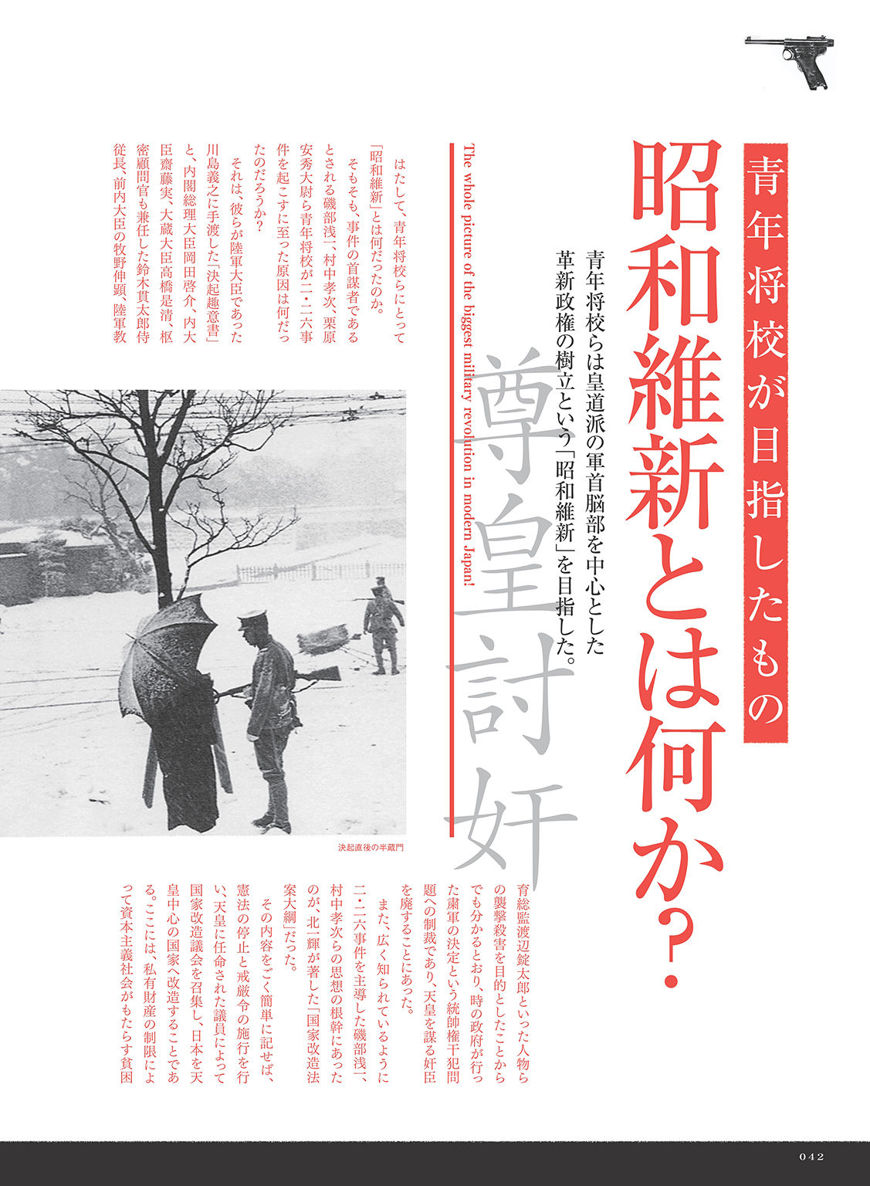 青年将校が目指したもの
昭和維新とは何か?
青年将校らは皇道派の軍首脳部を中心とした
革新政権の樹立という「昭和維新」を目指した。
尊皇討奸
The whole picture of the biggest military revolution in modern Japan!
はたして、青年将校らにとって
「昭和維新」とは何だったのか。
そもそも、事件の首謀者である
とされる磯部浅一、村中孝次、栗原
安秀大尉ら青年将校が二・二六事
件を起こすに至った原因は何だっ
たのだろうか?
それは、彼らが陸軍大臣であった
川島義之に手渡した「決起趣意書」
と、内閣総理大臣岡田啓介、内大
臣齋藤実、大蔵大臣高橋是清、枢
密顧問官も兼任した鈴木貫太郎侍
従長、前内大臣の牧野伸顕、陸軍教
決起直後の半蔵門
育総監渡辺錠太郎といった人物ら
の襲撃殺害を目的としたことから
でも分かるとおり、時の政府が行っ
た粛軍の決定という統帥権干犯問
題への制裁であり、天皇を謀る奸臣
を廃することにあった。
また、広く知られているように
二・二六事件を主導した磯部浅一、
村中孝次らの思想の根幹にあった
のが、北一輝が著した「国家改造法
案大綱」だった。
その内容をごく簡単に記せば、
憲法の停止と戒厳令の施行を行
い、天皇に任命された議員によって
国家改造議会を召集し、日本を天
皇中心の国家へ改造することであ
る。ここには、私有財産の制限によ
って資本主義社会がもたらす貧困
042